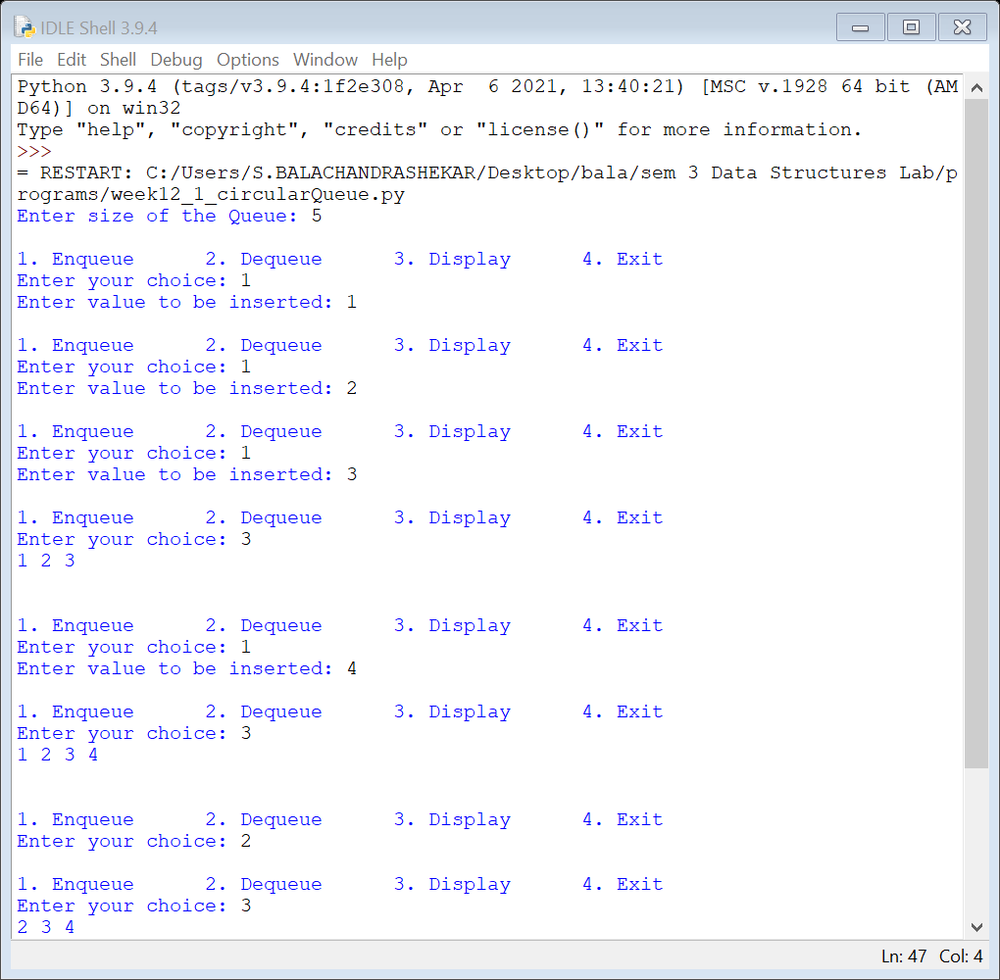 IDLE Shell 3.9.4
File Edit Shell Debug Options Window Help
Python 3.9.4 (tags/v3.9.4:1f2e308, Apr  6 2021, 13:40:21) [MSC v.1928 64 bit (AM
D64)] on win32
Type "help", "copyright", "credits" or "license()" for more information.
>>>
= RESTART: C:/Users/S.BALACHANDRASHEKAR/Desktop/bala/sem 3 Data Structures Lab/p
rograms/week12_1_circularQueue.py
Enter size of the Queue: 5
1. Enqueue      2. Dequeue      3. Display      4. Exit
Enter your choice: 1
Enter value to be inserted: 1
1. Enqueue      2. Dequeue      3. Display      4. Exit
Enter your choice: 1
Enter value to be inserted: 2
1. Enqueue      2. Dequeue      3. Display      4. Exit
Enter your choice: 1
Enter value to be inserted: 3
1. Enqueue      2. Dequeue      3. Display      4. Exit
Enter your choice: 3
1 2 3
1. Enqueue      2. Dequeue      3. Display      4. Exit
Enter your choice: 1
Enter value to be inserted: 4
1. Enqueue      2. Dequeue      3. Display      4. Exit
Enter your choice: 3
1 2 3 4
1. Enqueue      2. Dequeue      3. Display      4. Exit
Enter your choice: 2
1. Enqueue      2. Dequeue      3. Display      4. Exit
Enter your choice: 3
2 3 4
Ln: 47 Col: 4